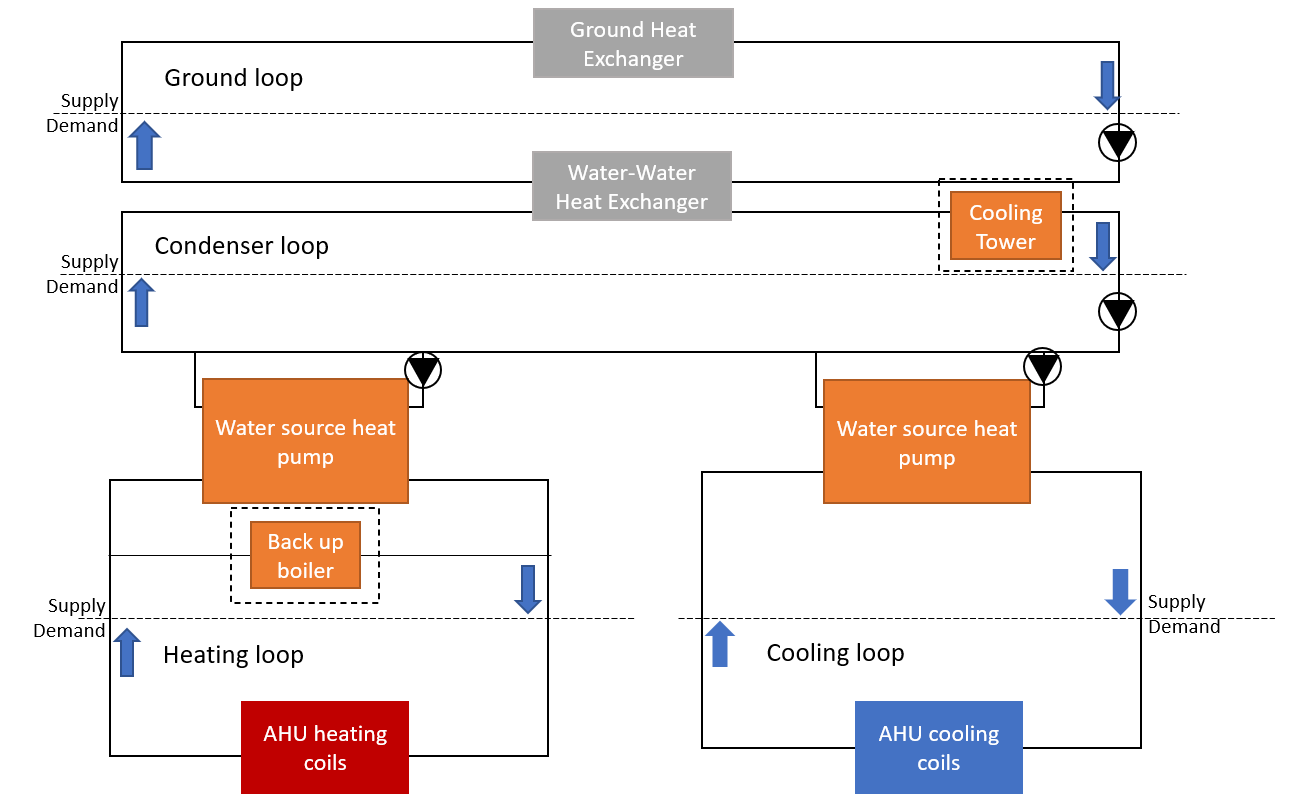 Ground Heat
Exchanger
Ground loop
Supply
Demand
Water-Water
Heat Exchanger
Cooling
Tower
Condenser loop
Supply
Demand
Water source heat
pump
Water source heat
pump
Back up
boiler
Supply
Demand
Supply
Demand
Heating loop
Cooling loop
AHU heating
coils
AHU cooling
coils